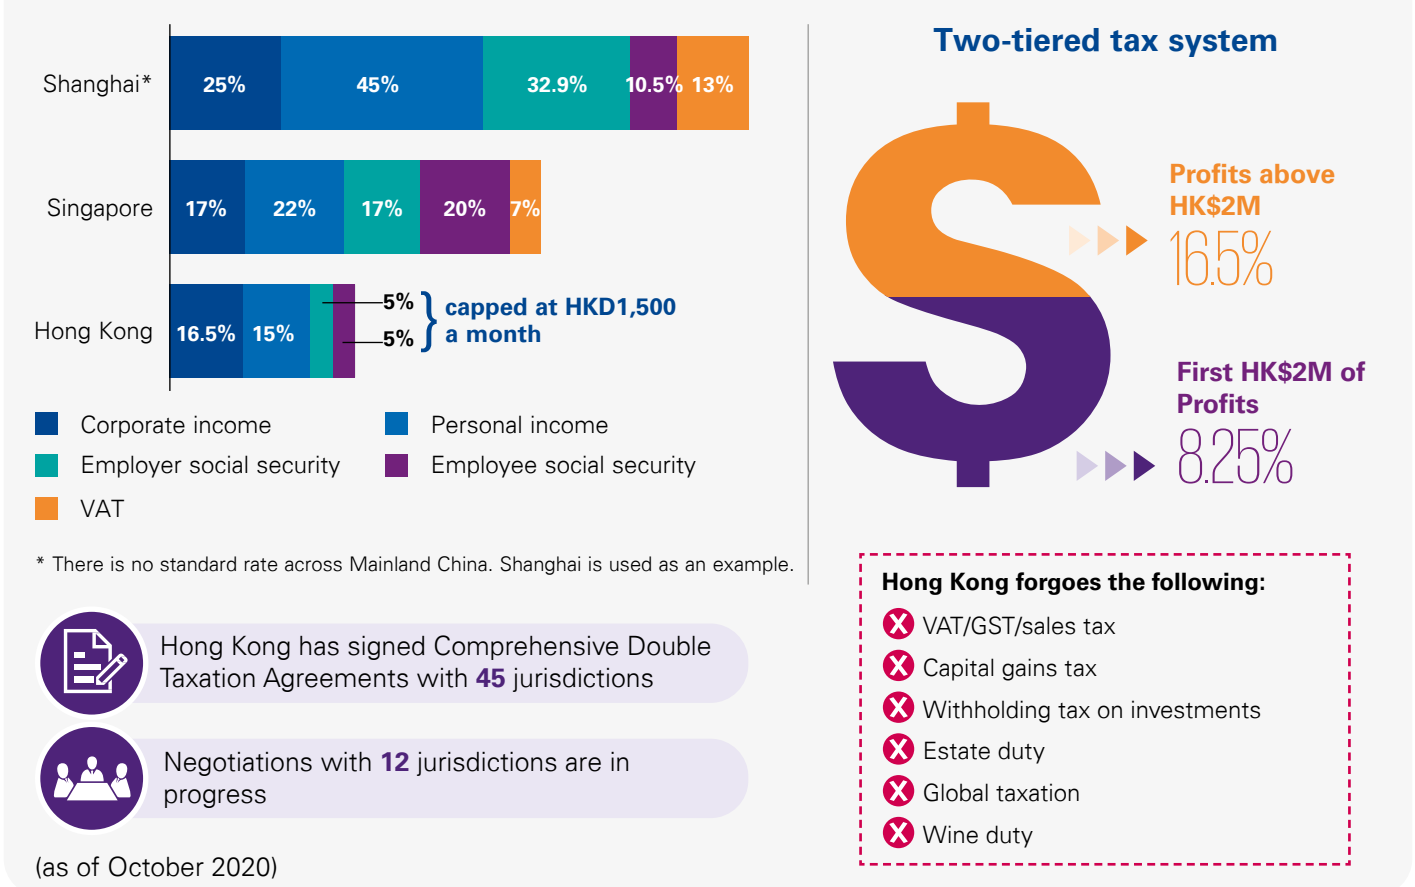 Shanghai*
25%
45%
32.9%
10.5%
13%
Singapore
17%
22%
17%
20%
7%
Hong Kong
16.5%
15%
5%
5%
capped at HKD1,500
a month
Corporate income
Personal income
Employer social security
Employee social security
VAT
* There is no standard rate across Mainland China. Shanghai is used as an example.
Hong Kong has signed Comprehensive Double
Taxation Agreements with 45 jurisdictions
Negotiations with 12 jurisdictions are in
progress
(as of October 2020)
Two-tiered tax system
Profits above
HK$2M
16.5%
First HK$2M of
Profits
8.25%
Hong Kong forgoes the following:
X VAT/GST/sales tax
X Capital gains tax
X Withholding tax on investments
X Estate duty
X Global taxation
X Wine duty